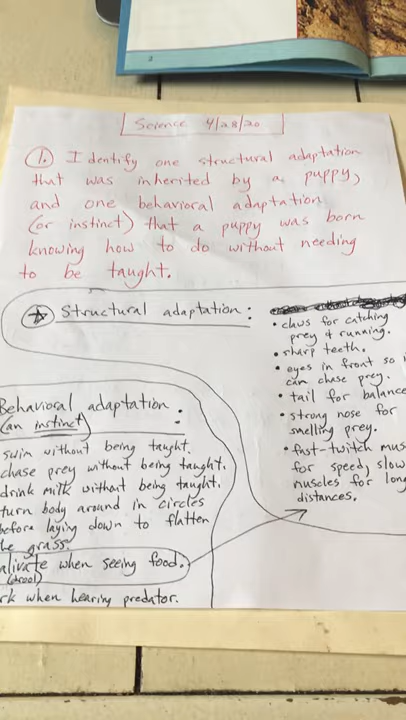 2
Science 4/28/20
1. Identify one structural adaptation
that was inherited by a puppy,
and one behavioral adaptation
(or instinct) that a puppy was born
knowing how to do without needing
to be taught.
Structural adaptation:
• claws for catching
prey & running.
• sharp teeth.
• eyes in front so i
can chase prey.
• tail for balance
• strong nose for
smelling prey.
• fast-twitch mus
for speed, slow
muscles for long
distances.
Behavioral adaptation:
(an instinct)
swim without being taught.
chase prey without being taught.
drink milk without being taught.
turn body around in circles
before laying down to flatten
he grass.
alivate when seeing food.
(drool)
rk when hearing predator.